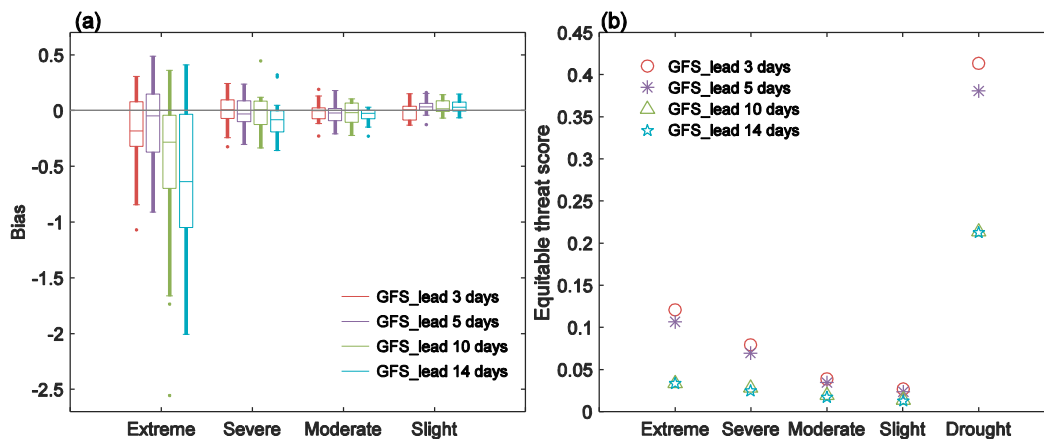 (a)
0.5
0
-0.5
-1
-1.5
-2
-2.5
Bias
GFS_lead 3 days
GFS_lead 5 days
GFS_lead 10 days
GFS_lead 14 days
Extreme Severe Moderate Slight
(b)
0.45
0.4
0.35
0.3
0.25
0.2
0.15
0.1
0.05
0
Equitable threat score
GFS_lead 3 days
GFS_lead 5 days
GFS_lead 10 days
GFS_lead 14 days
Extreme Severe Moderate Slight Drought